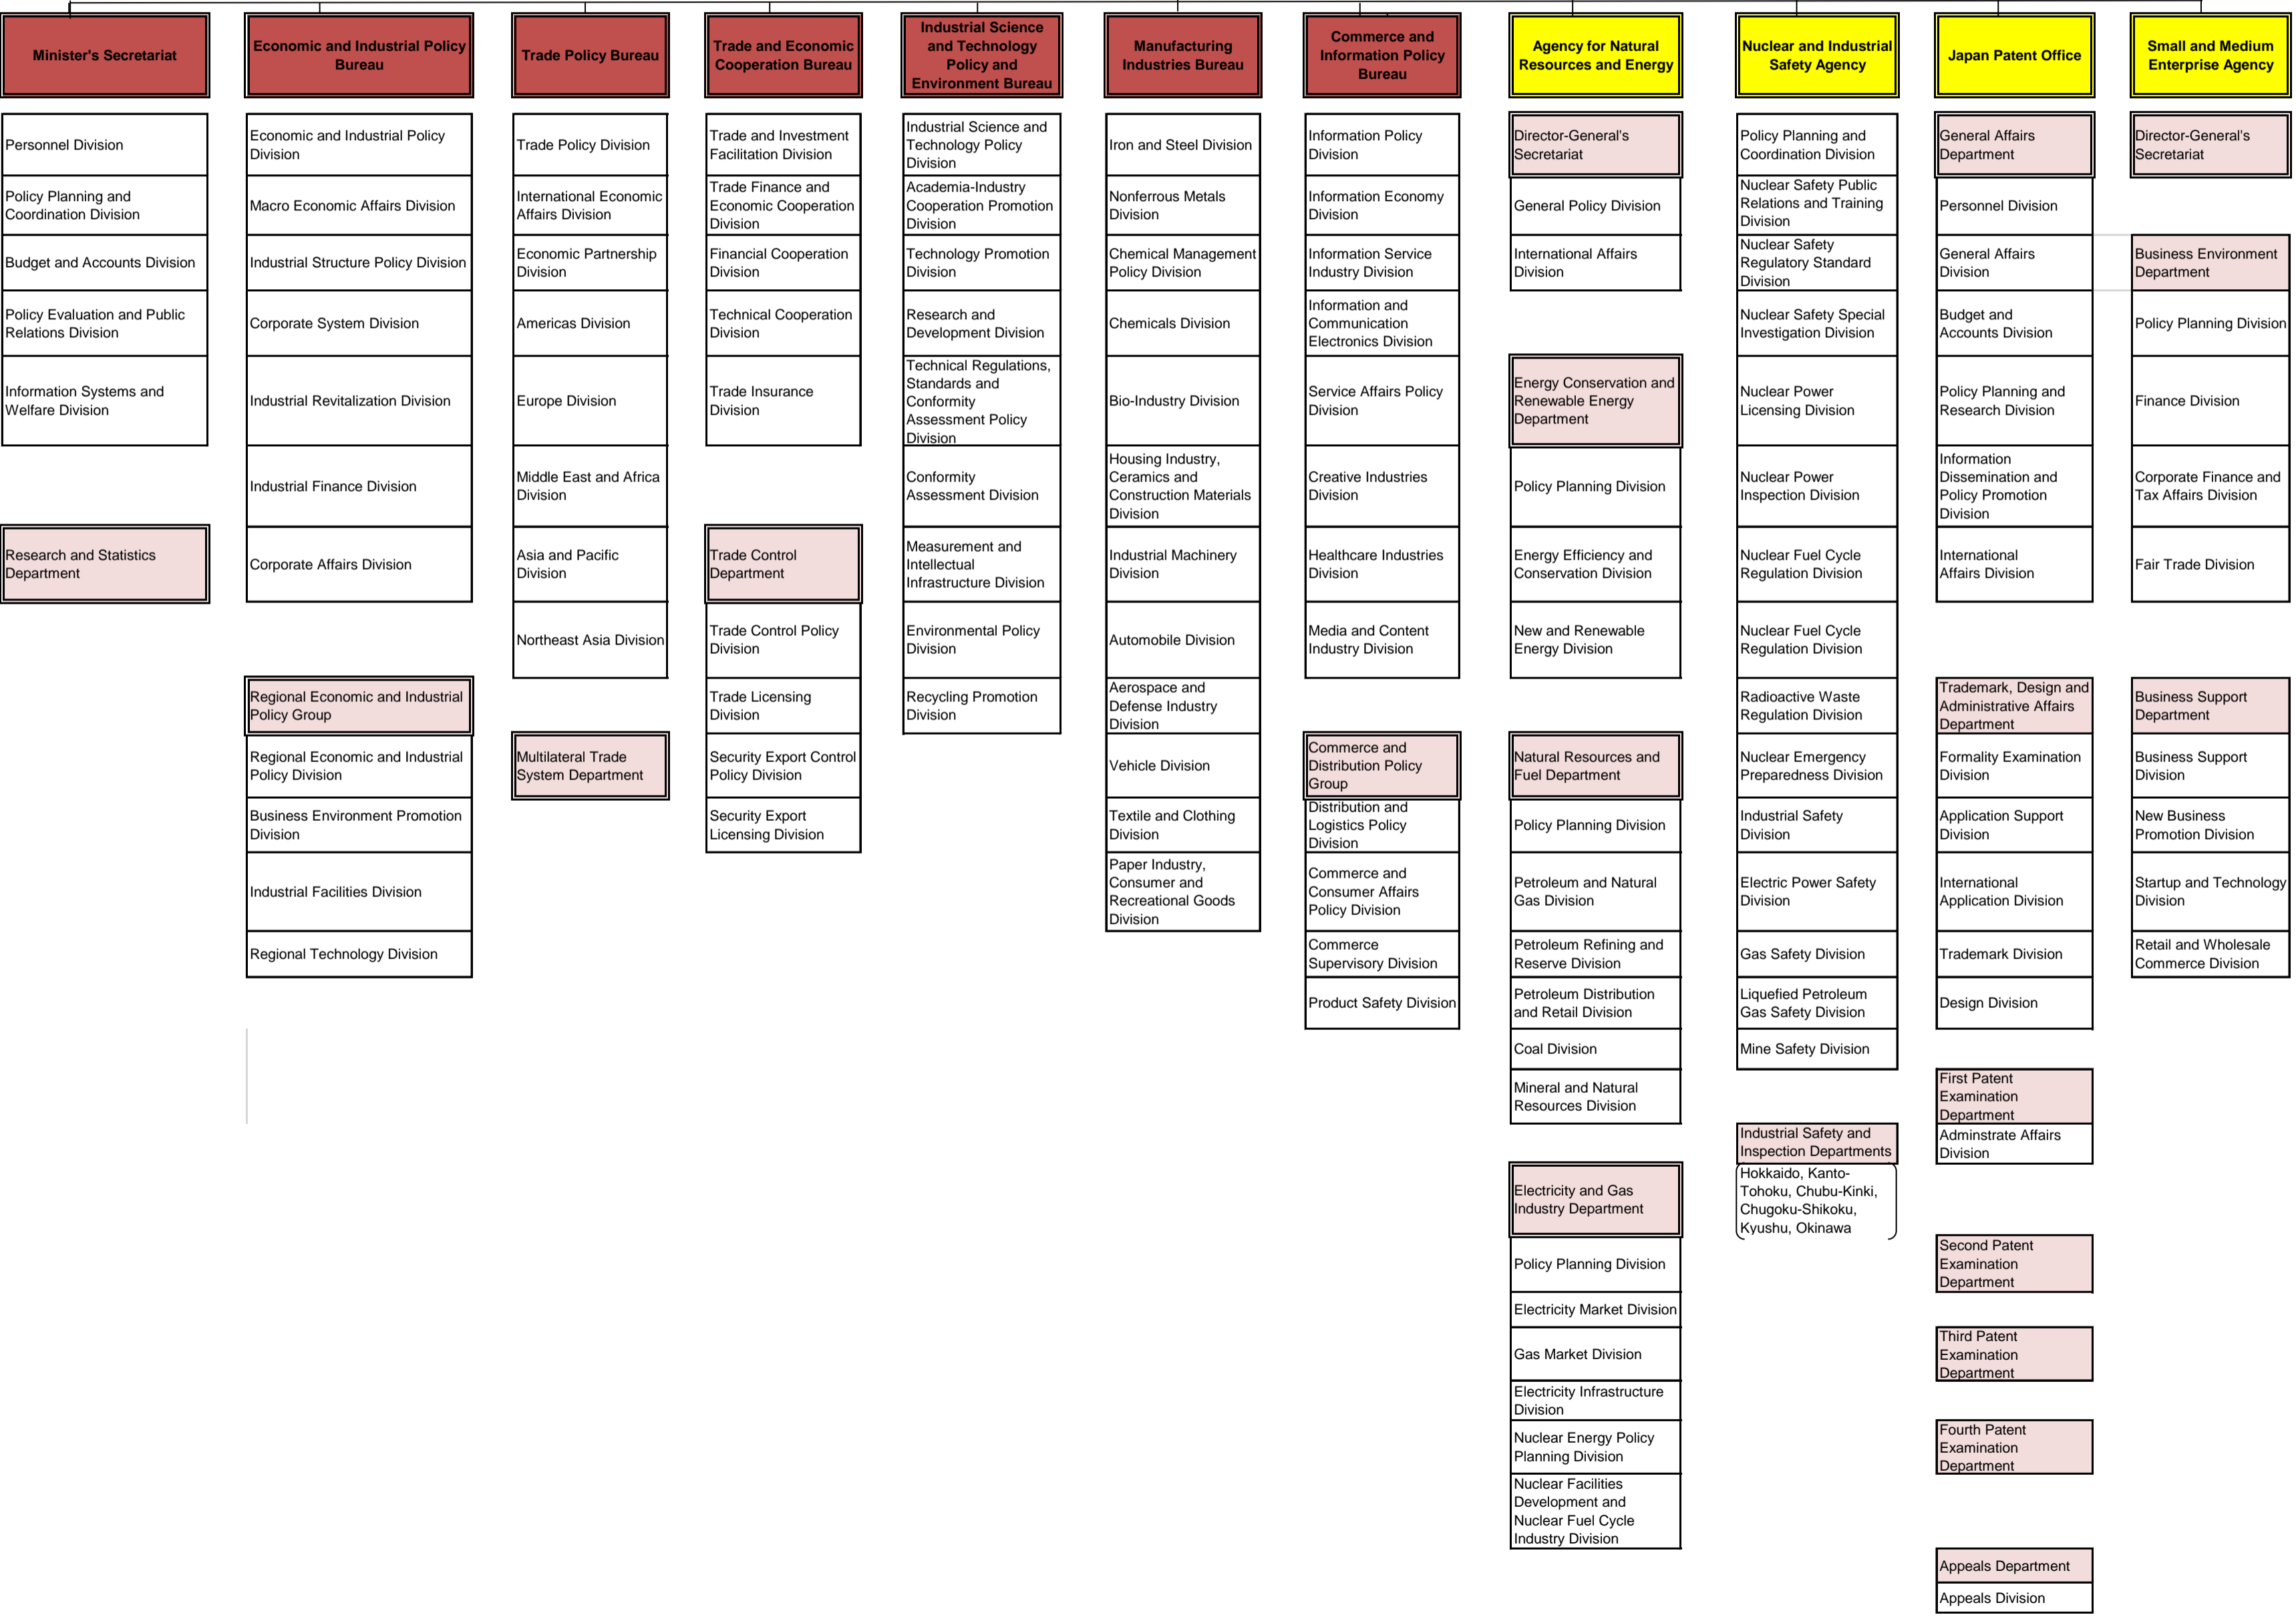 Minister's Secretariat
Personnel Division
Policy Planning and
Coordination Division
Budget and Accounts Division
Policy Evaluation and Public
Relations Division
Information Systems and
Welfare Division
Research and Statistics
Department
Economic and Industrial Policy
Bureau
Economic and Industrial Policy
Division
Macro Economic Affairs Division
Industrial Structure Policy Division
Corporate System Division
Industrial Revitalization Division
Industrial Finance Division
Corporate Affairs Division
Regional Economic and Industrial
Policy Group
Regional Economic and Industrial
Policy Division
Business Environment Promotion
Division
Industrial Facilities Division
Regional Technology Division
Trade Policy Bureau
Trade Policy Division
International Economic
Affairs Division
Economic Partnership
Division
Americas Division
Europe Division
Middle East and Africa
Division
Asia and Pacific
Division
Northeast Asia Division
Multilateral Trade
System Department
Trade and Economic
Cooperation Bureau
Trade and Investment
Facilitation Division
Trade Finance and
Economic Cooperation
Division
Financial Cooperation
Division
Technical Cooperation
Division
Trade Insurance
Division
Trade Control
Department
Trade Control Policy
Division
Trade Licensing
Division
Security Export Control
Policy Division
Security Export
Licensing Division
Industrial Science
and Technology
Policy and
Environment Bureau
Industrial Science and
Technology Policy
Division
Academia-Industry
Cooperation Promotion
Division
Technology Promotion
Division
Research and
Development Division
Technical Regulations,
Standards and
Conformity
Assessment Policy
Division
Conformity
Assessment Division
Measurement and
Intellectual
Infrastructure Division
Environmental Policy
Division
Recycling Promotion
Division
Manufacturing
Industries Bureau
Iron and Steel Division
Nonferrous Metals
Division
Chemical Management
Policy Division
Chemicals Division
Bio-Industry Division
Housing Industry,
Ceramics and
Construction Materials
Division
Industrial Machinery
Division
Automobile Division
Aerospace and
Defense Industry
Division
Vehicle Division
Textile and Clothing
Division
Paper Industry,
Consumer and
Recreational Goods
Division
Commerce and
Information Policy
Bureau
Information Policy
Division
Information Economy
Division
Information Service
Industry Division
Information and
Communication
Electronics Division
Service Affairs Policy
Division
Creative Industries
Division
Healthcare Industries
Division
Media and Content
Industry Division
Commerce and
Distribution Policy
Group
Distribution and
Logistics Policy
Division
Commerce and
Consumer Affairs
Policy Division
Commerce
Supervisory Division
Product Safety Division
Agency for Natural
Resources and Energy
Director-General's
Secretariat
General Policy Division
International Affairs
Division
Energy Conservation and
Renewable Energy
Department
Policy Planning Division
Energy Efficiency and
Conservation Division
New and Renewable
Energy Division
Natural Resources and
Fuel Department
Policy Planning Division
Petroleum and Natural
Gas Division
Petroleum Refining and
Reserve Division
Petroleum Distribution
and Retail Division
Coal Division
Mineral and Natural
Resources Division
Electricity and Gas
Industry Department
Policy Planning Division
Electricity Market Division
Gas Market Division
Electricity Infrastructure
Division
Nuclear Energy Policy
Planning Division
Nuclear Facilities
Development and
Nuclear Fuel Cycle
Industry Division
Nuclear and Industrial
Safety Agency
Policy Planning and
Coordination Division
Nuclear Safety Public
Relations and Training
Division
Nuclear Safety
Regulatory Standard
Division
Nuclear Safety Special
Investigation Division
Nuclear Power
Licensing Division
Nuclear Power
Inspection Division
Nuclear Fuel Cycle
Regulation Division
Nuclear Fuel Cycle
Regulation Division
Radioactive Waste
Regulation Division
Nuclear Emergency
Preparedness Division
Industrial Safety
Division
Electric Power Safety
Division
Gas Safety Division
Liquefied Petroleum
Gas Safety Division
Mine Safety Division
Industrial Safety and
Inspection Departments
Hokkaido, Kanto-
Tohoku, Chubu-Kinki,
Chugoku-Shikoku,
Kyushu, Okinawa
Japan Patent Office
General Affairs
Department
Personnel Division
General Affairs
Division
Budget and
Accounts Division
Policy Planning and
Research Division
Information
Dissemination and
Policy Promotion
Division
International
Affairs Division
Trademark, Design and
Administrative Affairs
Department
Formality Examination
Division
Application Support
Division
International
Application Division
Trademark Division
Design Division
First Patent
Examination
Department
Adminstrate Affairs
Division
Second Patent
Examination
Department
Third Patent
Examination
Department
Fourth Patent
Examination
Department
Appeals Department
Appeals Division
Small and Medium
Enterprise Agency
Director-General's
Secretariat
Business Environment
Department
Policy Planning Division
Finance Division
Corporate Finance and
Tax Affairs Division
Fair Trade Division
Business Support
Department
Business Support
Division
New Business
Promotion Division
Startup and Technology
Division
Retail and Wholesale
Commerce Division